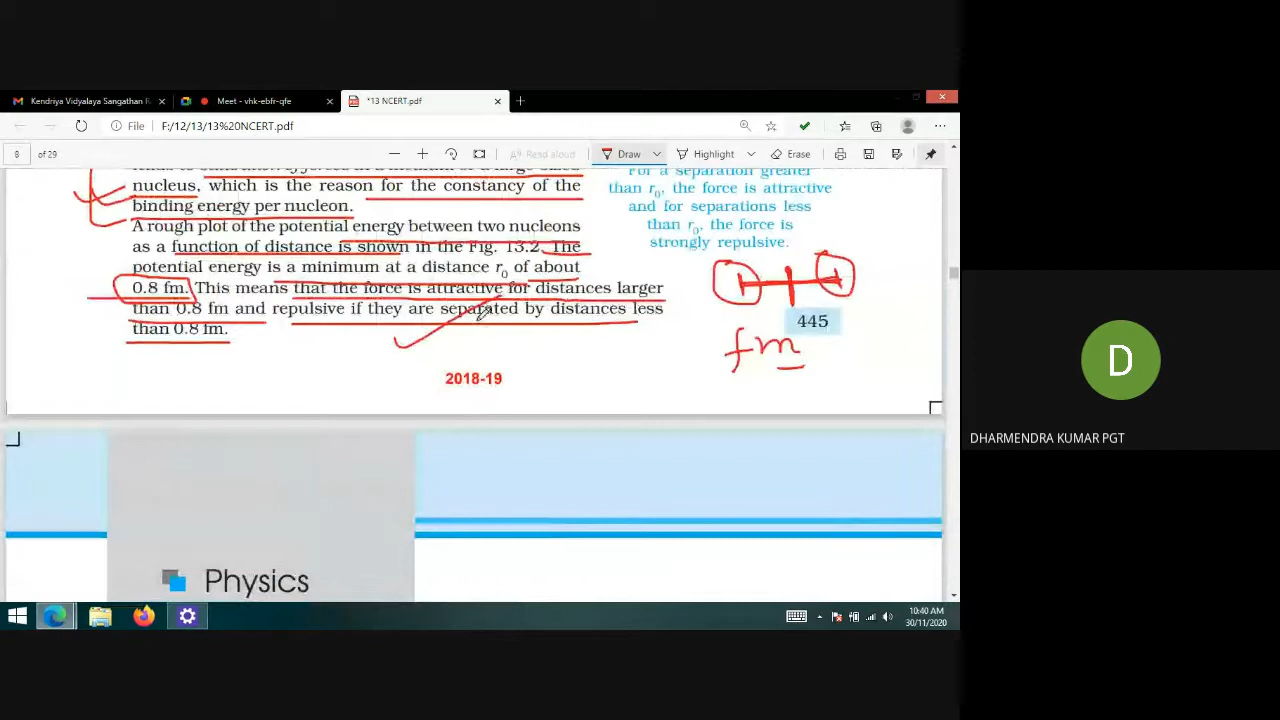 Kendriya Vidyalaya Sangathan R
Meet - vhk-ebfr-qfe
*13 NCERT.pdf
File
F:/12/13/13%20NCERT.pdf
8 of 29
Read aloud
Draw
Highlight
Erase
nucleus, which is the reason for the constancy of the
binding energy per nucleon.
A rough plot of the potential energy between two nucleons
as a function of distance is shown in the Fig. 13.2. The
potential energy is a minimum at a distance r0 of about
0.8 fm. This means that the force is attractive for distances larger
than 0.8 fm and repulsive if they are separated by distances less
than 0.8 fm.
For a separation greater
than r0, the force is attractive
and for separations less
than r0, the force is
strongly repulsive.
445
fm
2018-19
Physics
D
DHARMENDRA KUMAR PGT
10:40 AM
30/11/2020